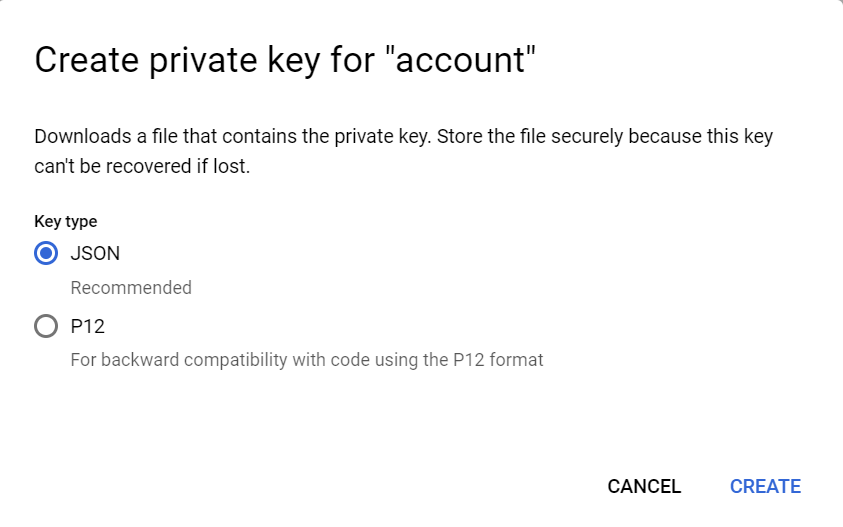 Create private key for "account"
Downloads a file that contains the private key. Store the file securely because this key
can't be recovered if lost.
Key type
JSON
Recommended
P12
For backward compatibility with code using the P12 format
CANCEL
CREATE